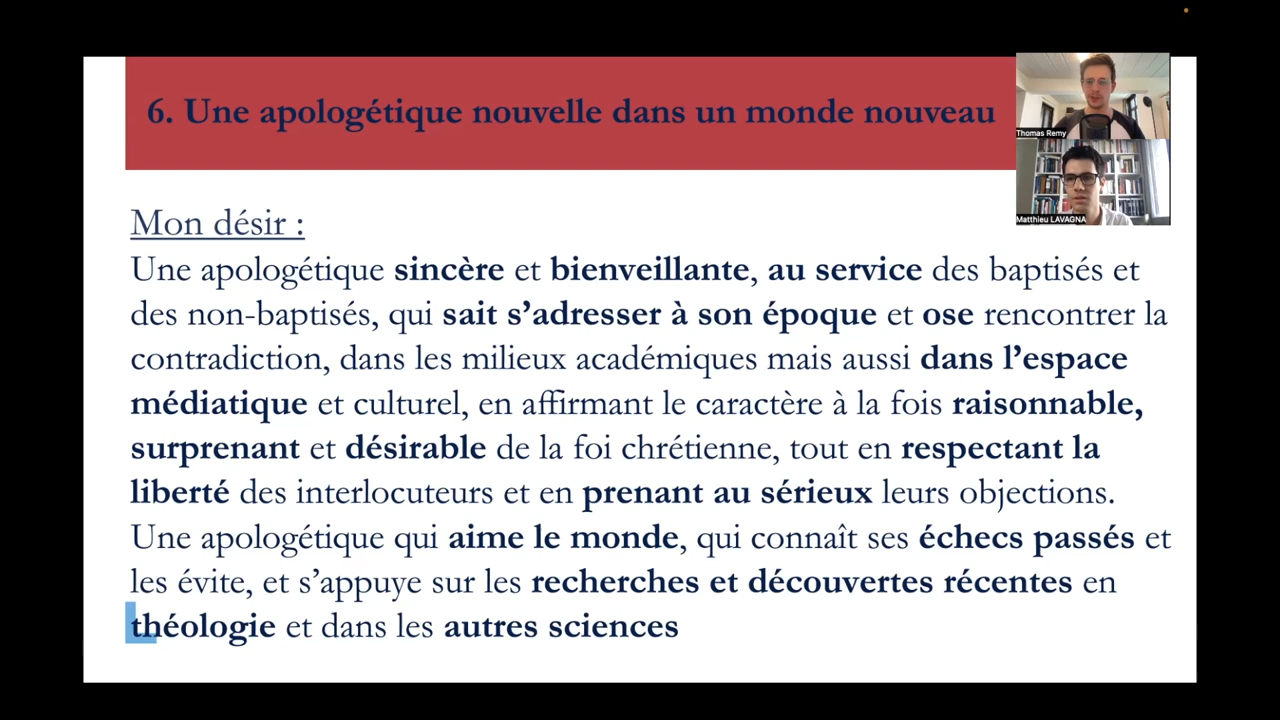 6. Une apologétique nouvelle dans un monde nouveau
Thomas Remy
Matthieu LAVAGNA
Mon désir :
Une apologétique sincère et bienveillante, au service des baptisés et
des non-baptisés, qui sait s’adresser à son époque et ose rencontrer la
contradiction, dans les milieux académiques mais aussi dans l’espace
médiatique et culturel, en affirmant le caractère à la fois raisonnable,
surprenant et désirable de la foi chrétienne, tout en respectant la
liberté des interlocuteurs et en prenant au sérieux leurs objections.
Une apologétique qui aime le monde, qui connaît ses échecs passés et
les évite, et s’appuye sur les recherches et découvertes récentes en
théologie et dans les autres sciences